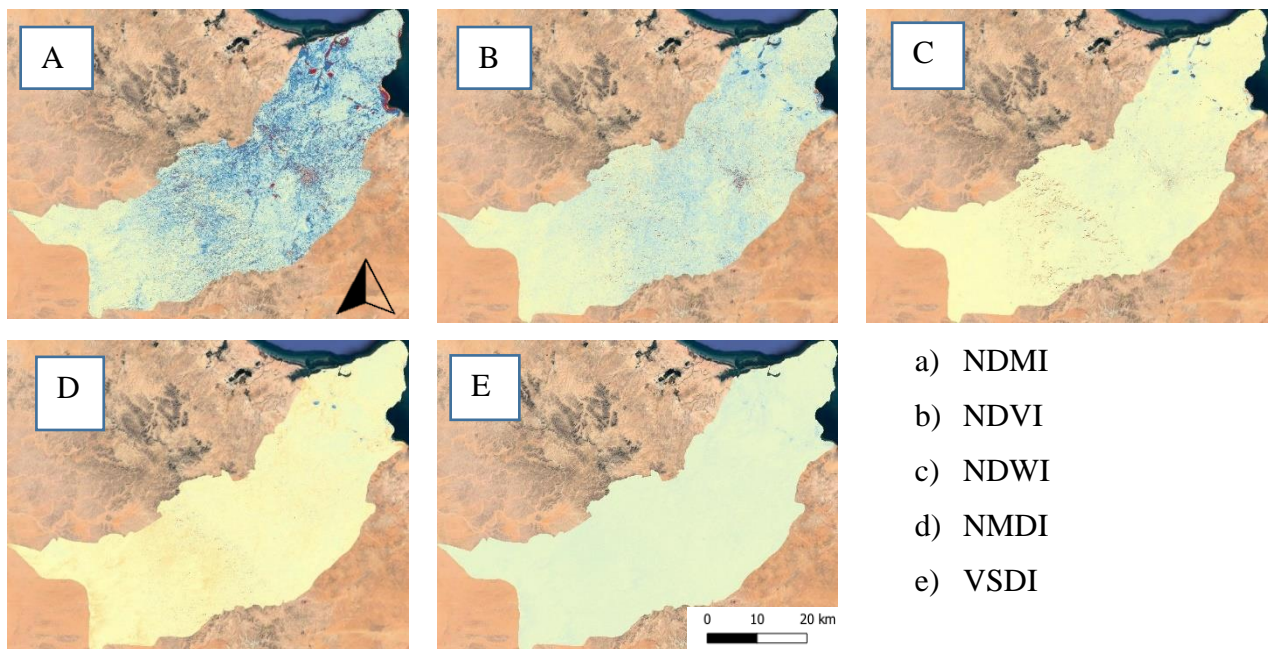 A
B
C
D
E
0 10 20 km
a) NDMI
b) NDVI
c) NDWI
d) NMDI
e) VSDI